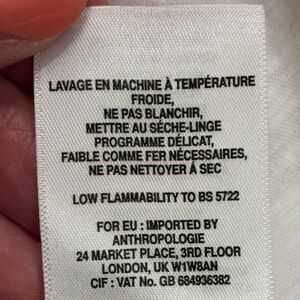 LAVAGE EN MACHINE À TEMPÉRATURE
FROIDE,
NE PAS BLANCHIR,
METTRE AU SÉCHE-LINGE
PROGRAMME DÉLICAT,
FAIBLE COMME FER NÉCESSAIRES,
NE PAS NETTOYER Á SEC
LOW FLAMMABILITY TO BS 5722
FOR EU : IMPORTED BY
ANTHROPOLOGIE
24 MARKET PLACE, 3RD FLOOR
LONDON, UK W1W8AN
CIF : VAT No. GB 684936382